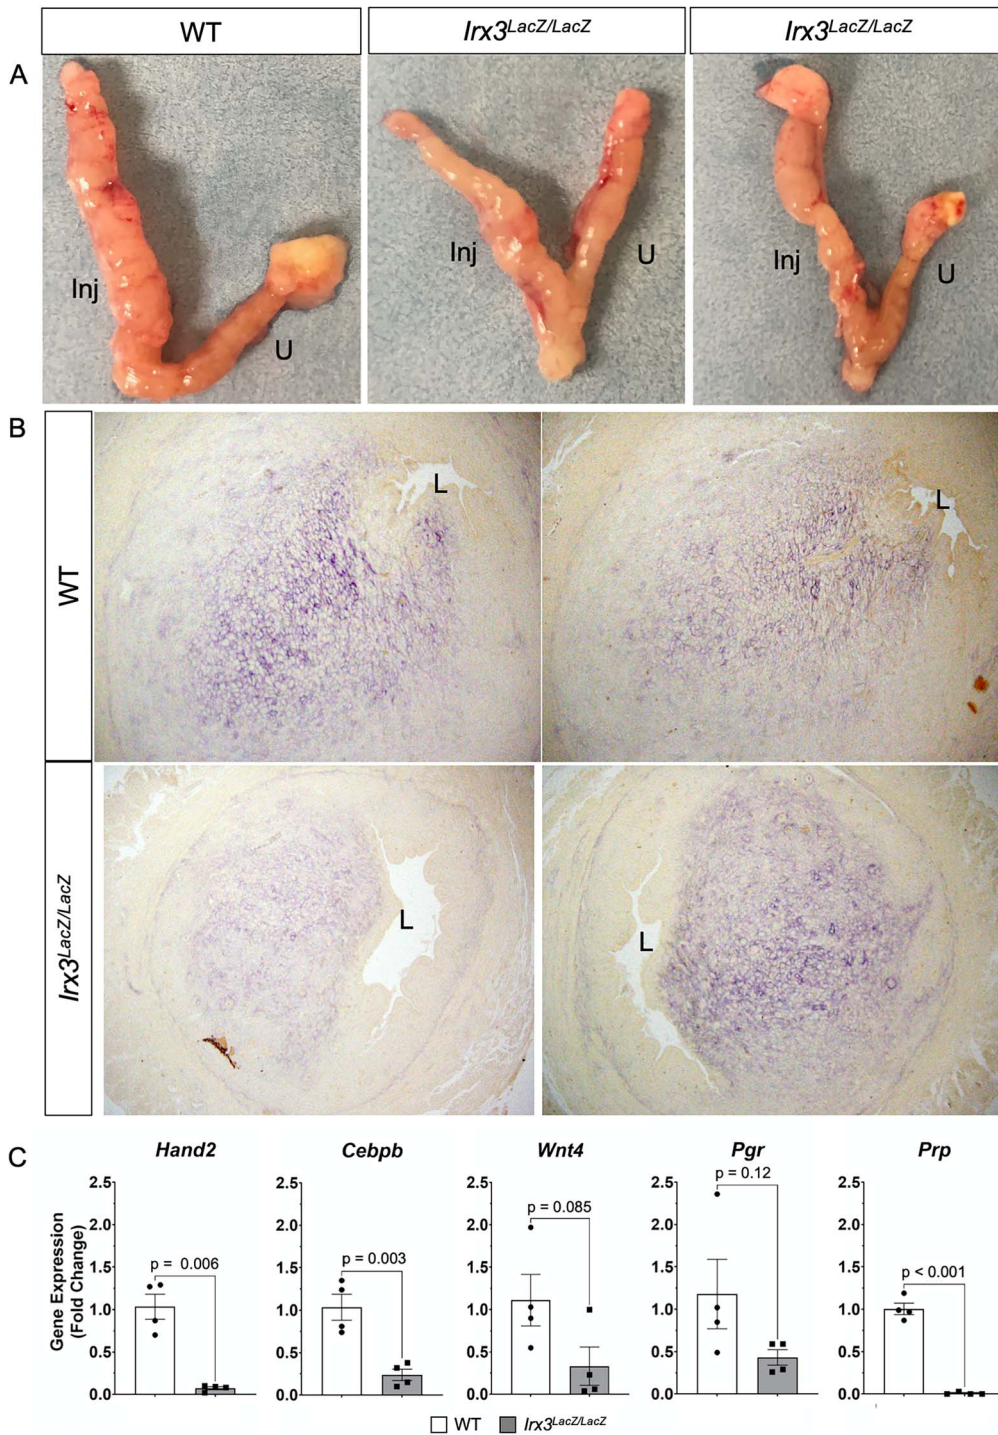 WT
Irx3LacZ/LacZ
Irx3LacZ/LacZ
A
Inj
U
Inj
U
Inj
U
B
WT
L
L
Irx3LacZ/LacZ
L
L
C
Hand2
Cebpb
Wnt4
Pgr
Prp
Gene Expression
(Fold Change)
2.5
2.0
1.5
1.0
0.5
0.0
p = 0.006
2.5
2.0
1.5
1.0
0.5
0.0
p = 0.003
2.5
2.0
1.5
1.0
0.5
0.0
p = 0.085
2.5
2.0
1.5
1.0
0.5
0.0
p = 0.12
2.5
2.0
1.5
1.0
0.5
0.0
p < 0.001
WT
Irx3LacZ/LacZ